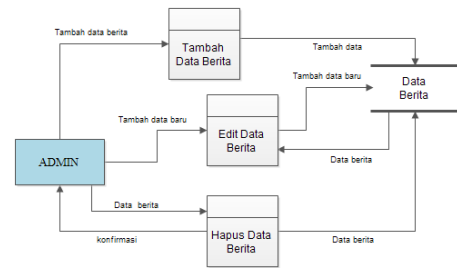 Tambah data berita
Tambah
Data Berita
Tambah data
Tambah data baru
Data
Berita
Tambah data baru
Edit Data
Berita
Data berita
ADMIN
Data berita
konfirmasi
Hapus Data
Berita
Data berita